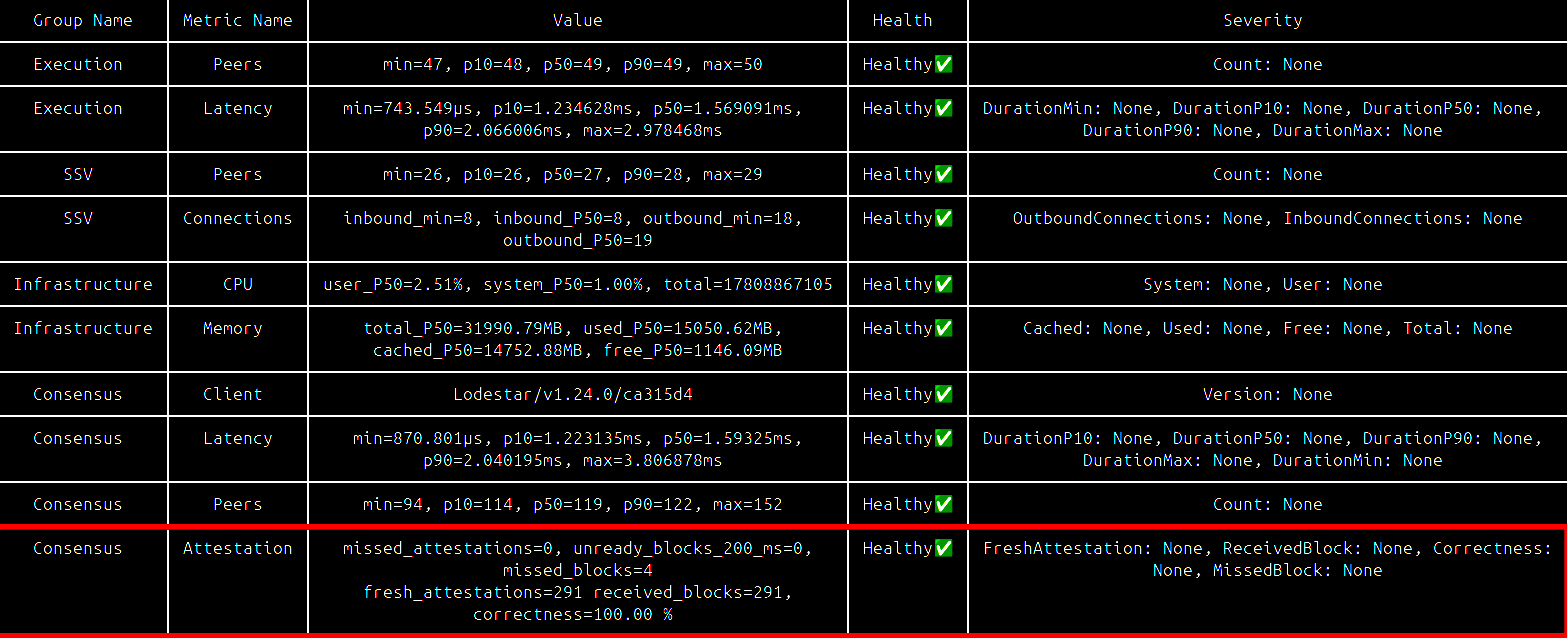 Group Name Metric Name Value Health Severity
Execution Peers min=47, p10=48, p50=49, p90=49, max=50 Healthy✅ Count: None
Execution Latency min=743.549µs, p10=1.234628ms, p50=1.569091ms, Healthy✅ DurationMin: None, DurationP10: None, DurationP50: None,
p90=2.066006ms, max=2.978468ms DurationP90: None, DurationMax: None
SSV Peers min=26, p10=26, p50=27, p90=28, max=29 Healthy✅ Count: None
SSV Connections inbound_min=8, inbound_P50=8, outbound_min=18, Healthy✅ OutboundConnections: None, InboundConnections: None
outbound_P50=19
Infrastructure CPU user_P50=2.51%, system_P50=1.00%, total=17808867105 Healthy✅ System: None, User: None
Infrastructure Memory total_P50=31990.79MB, used_P50=15050.62MB, Healthy✅ Cached: None, Used: None, Free: None, Total: None
cached_P50=14752.88MB, free_P50=1146.09MB
Consensus Client Lodestar/v1.24.0/ca315d4 Healthy✅ Version: None
Consensus Latency min=870.801µs, p10=1.223135ms, p50=1.59325ms, Healthy✅ DurationP10: None, DurationP50: None, DurationP90: None,
p90=2.040195ms, max=3.806878ms DurationMax: None, DurationMin: None
Consensus Peers min=94, p10=114, p50=119, p90=122, max=152 Healthy✅ Count: None
Consensus Attestation missed_attestations=0, unready_blocks_200_ms=0, Healthy✅ FreshAttestation: None, ReceivedBlock: None, Correctness:
missed_blocks=4 None, MissedBlock: None
fresh_attestations=291 received_blocks=291,
correctness=100.00 %